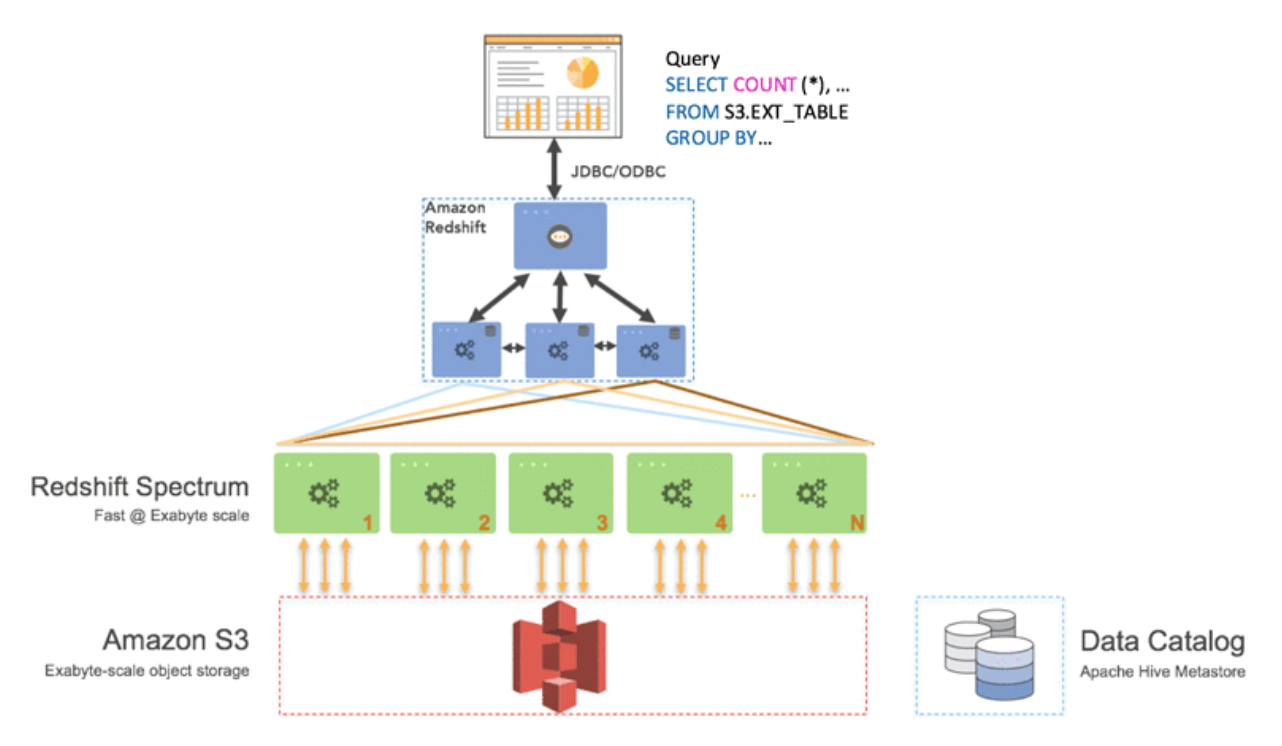 Query
SELECT COUNT (*), ...
FROM S3.EXT_TABLE
GROUP BY...
JDBC/ODBC
Amazon
Redshift
Redshift Spectrum
Fast @ Exabyte scale
1
2
3
4
...
N
Amazon S3
Exabyte-scale object storage
Data Catalog
Apache Hive Metastore